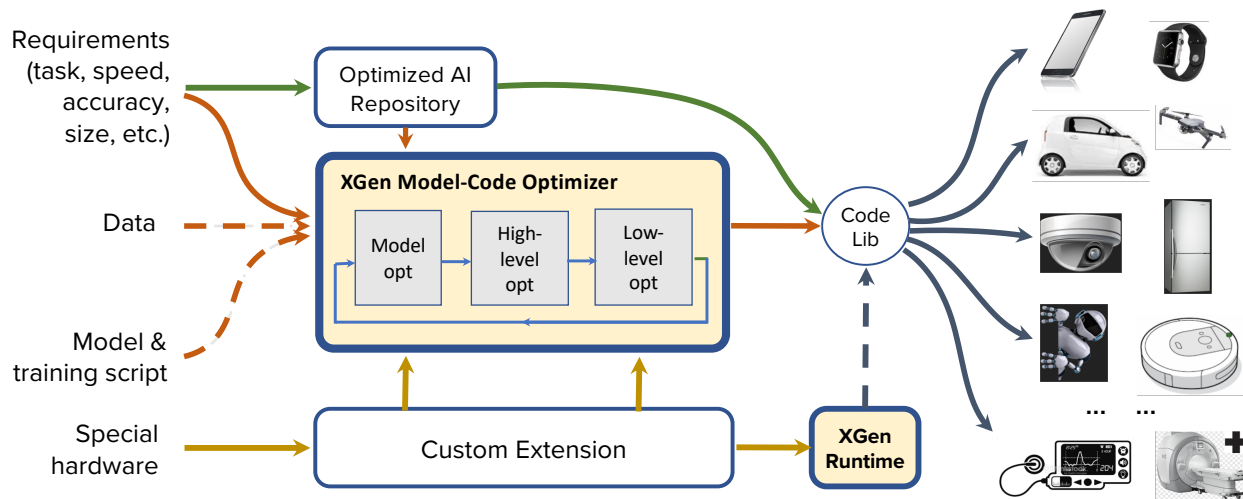 Requirements
(task, speed,
accuracy,
size, etc.)
Optimized AI
Repository
XGen Model-Code Optimizer
Model
opt
High-
level
opt
Low-
level
opt
Data
Model &
training script
Special
hardware
Custom Extension
XGen
Runtime
Code
Lib
... ...
204